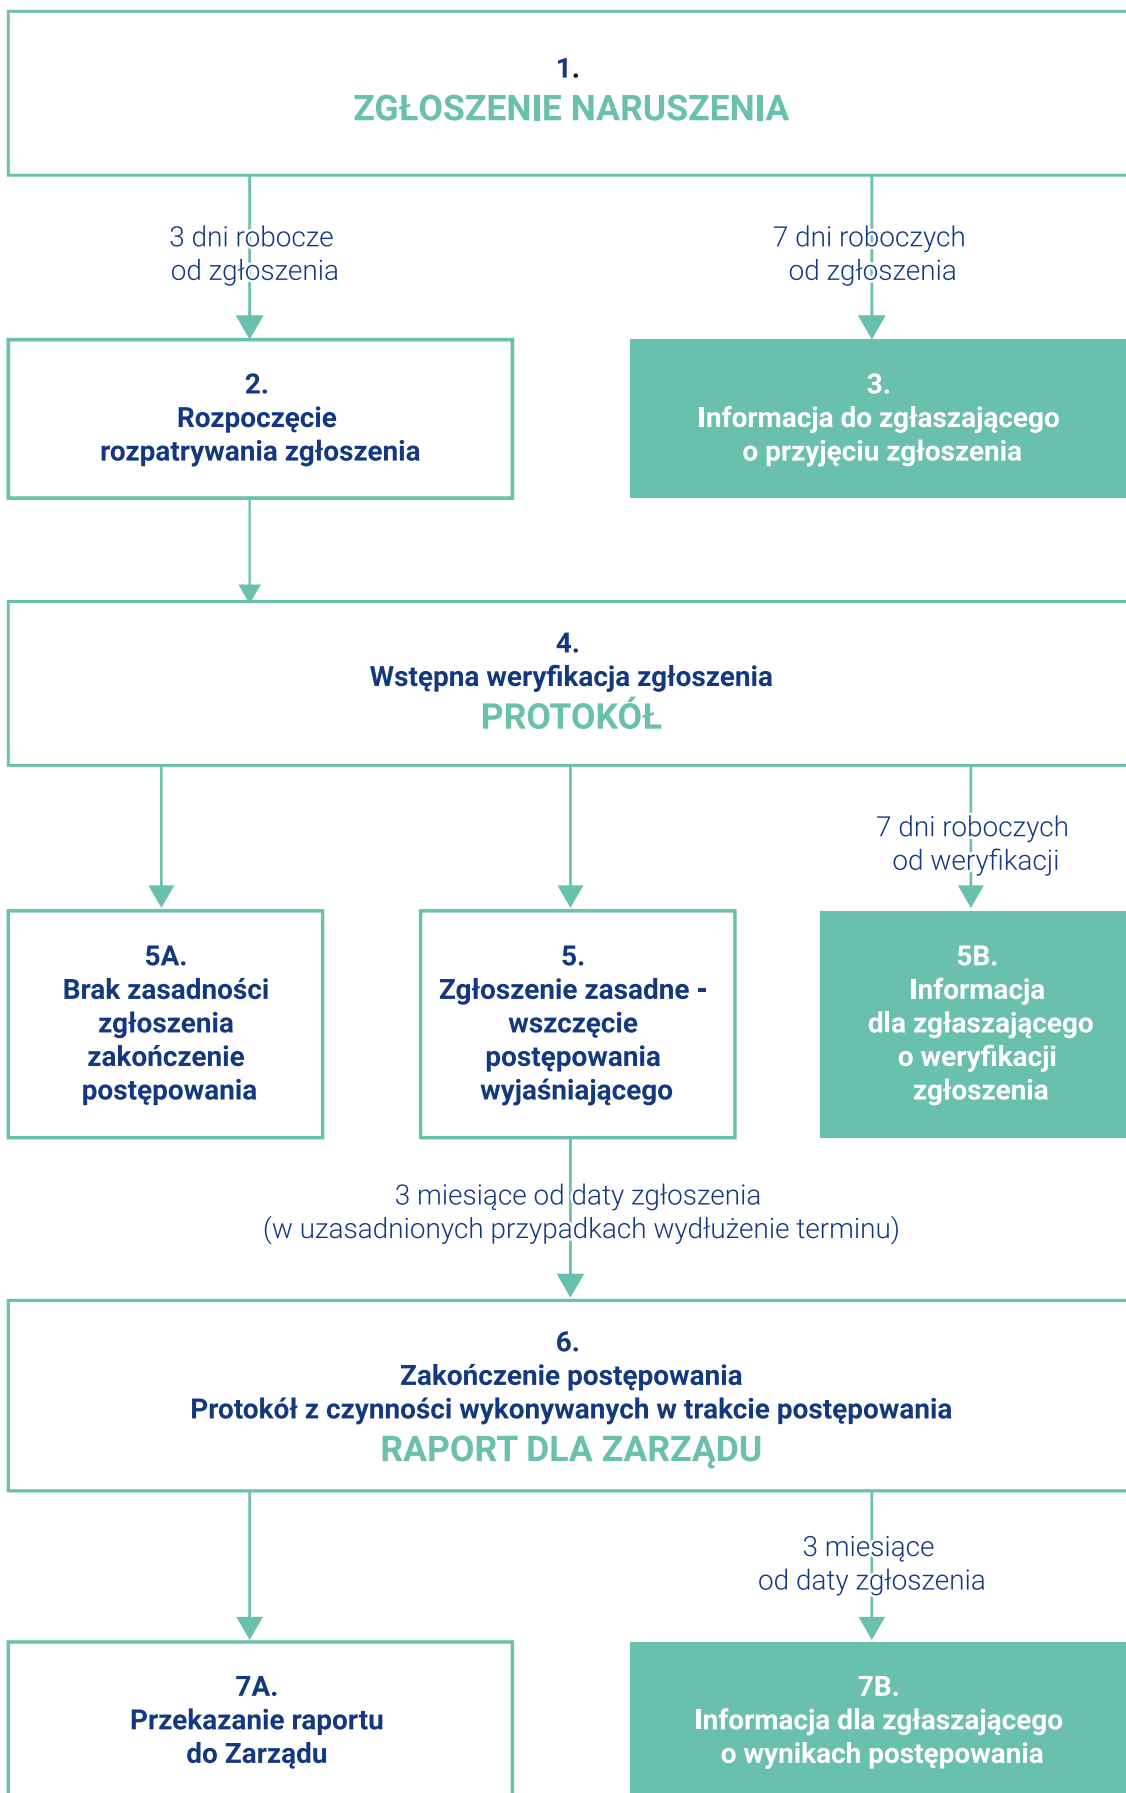 1.
ZGŁOSZENIE NARUSZENIA
3 dni robocze
od zgłoszenia
7 dni roboczych
od zgłoszenia
2.
Rozpoczęcie
rozpatrywania zgłoszenia
3.
Informacja do zgłaszającego
o przyjęciu zgłoszenia
4.
Wstępna weryfikacja zgłoszenia
PROTOKÓŁ
7 dni roboczych
od weryfikacji
5A.
Brak zasadności
zgłoszenia
zakończenie
postępowania
5.
Zgłoszenie zasadne -
wszczęcie
postępowania
wyjaśniającego
5B.
Informacja
dla zgłaszającego
o weryfikacji
zgłoszenia
3 miesiące od daty zgłoszenia
(w uzasadnionych przypadkach wydłużenie terminu)
6.
Zakończenie postępowania
Protokół z czynności wykonywanych w trakcie postępowania
RAPORT DLA ZARZĄDU
3 miesiące
od daty zgłoszenia
7A.
Przekazanie raportu
do Zarządu
7B.
Informacja dla zgłaszającego
o wynikach postępowania